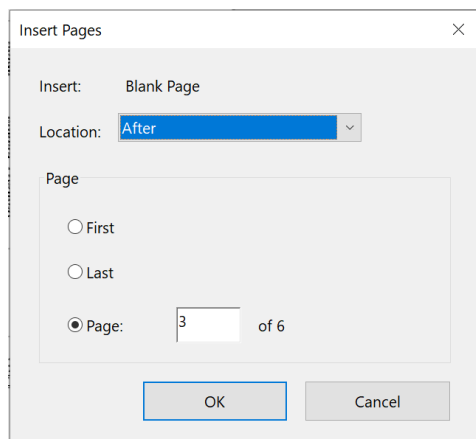 Insert Pages
Insert: Blank Page
Location: After
Page
First
Last
Page: 3 of 6
OK Cancel